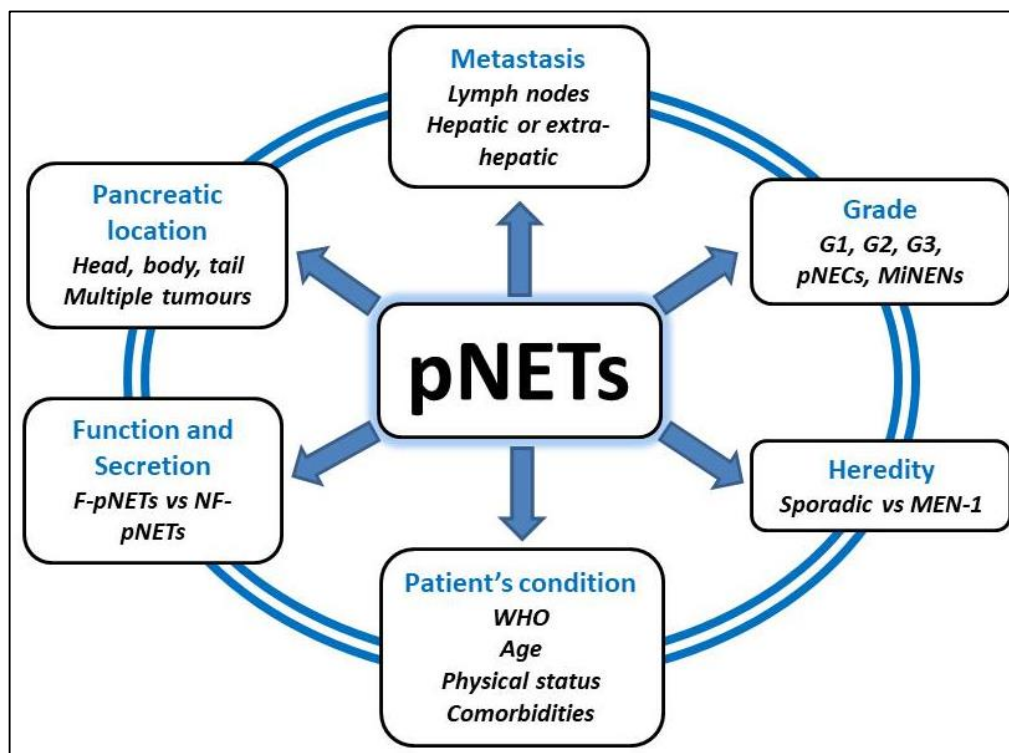 Metastasis
Lymph nodes
Hepatic or extra-
hepatic
Pancreatic
location
Head, body, tail
Multiple tumours
Grade
G1, G2, G3,
pNECs, MiNENs
pNETs
Function and
Secretion
F-pNETs vs NF-
pNETs
Heredity
Sporadic vs MEN-1
Patient's condition
WHO
Age
Physical status
Comorbidities